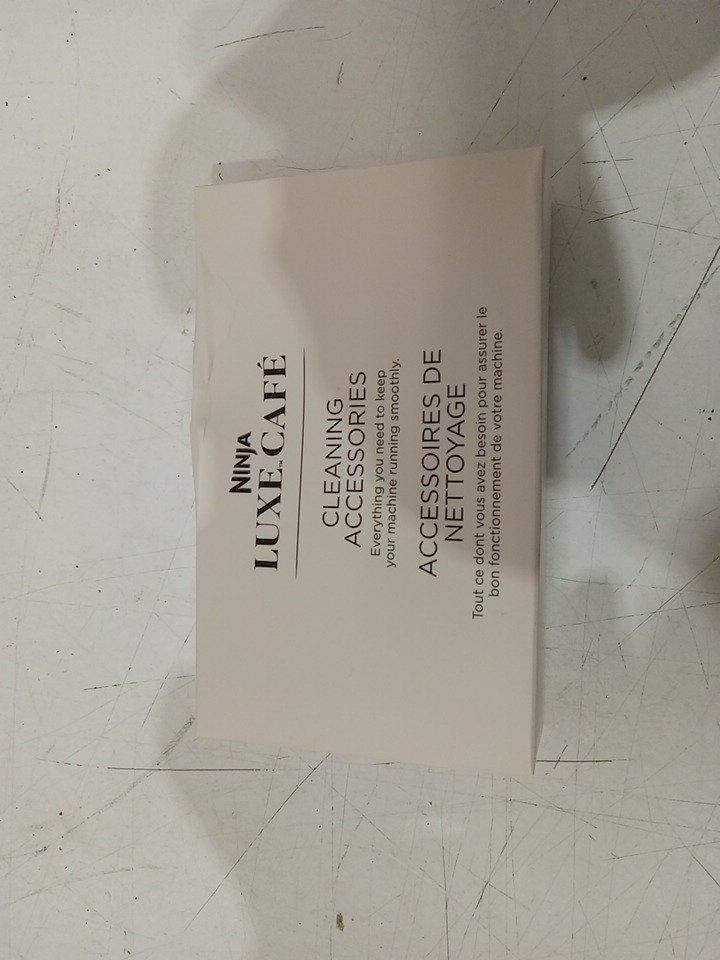 NINJA
LUXE™ CAFÉ
CLEANING
ACCESSORIES
Everything you need to keep
your machine running smoothly.
ACCESSOIRES DE
NETTOYAGE
Tout ce dont vous avez besoin pour assurer le
bon fonctionnement de votre machine.